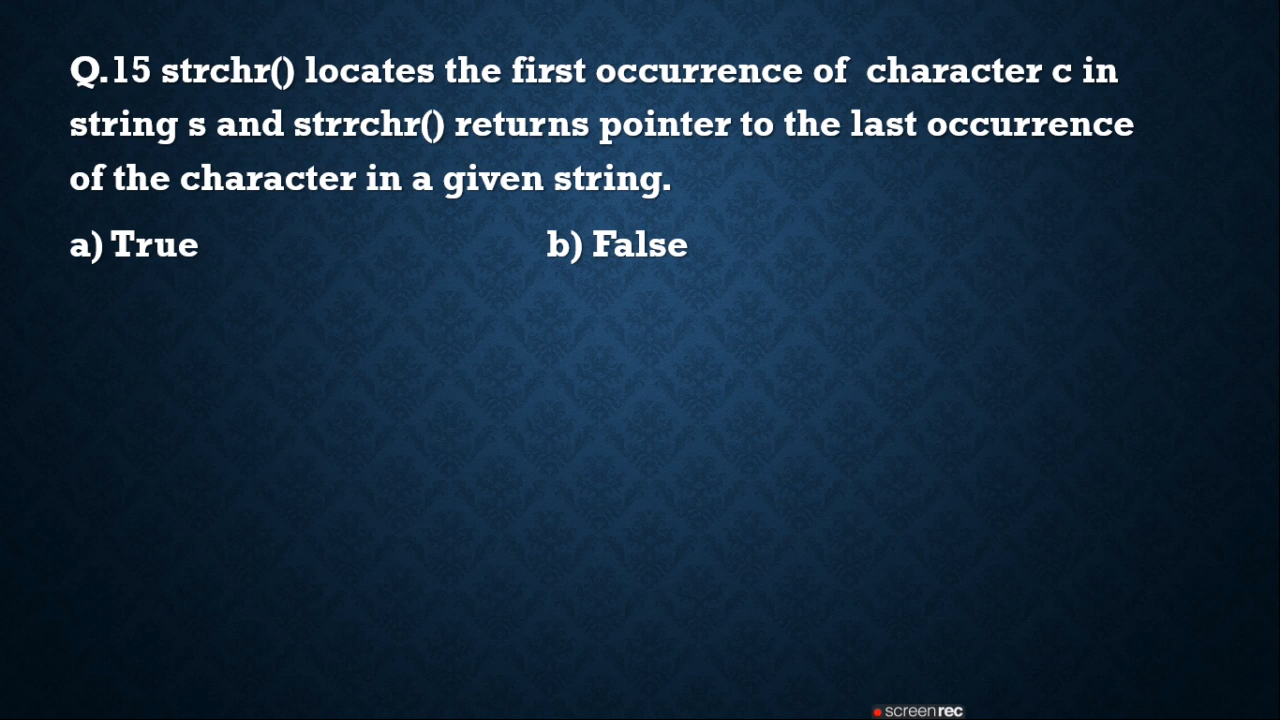 Q.15 strchr() locates the first occurrence of character c in
string s and strrchr() returns pointer to the last occurrence
of the character in a given string.
a) True b) False
screenrec